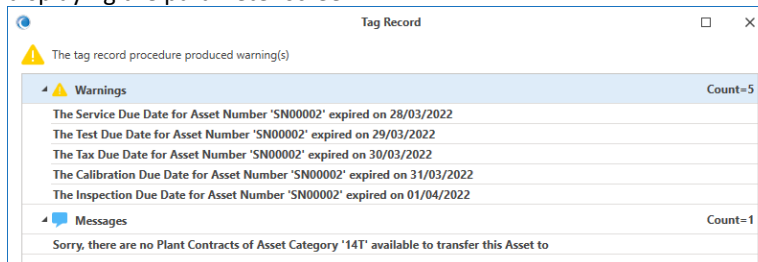 Tag Record
The tag record procedure produced warning(s)
Warnings Count=5
The Service Due Date for Asset Number 'SN00002' expired on 28/03/2022
The Test Due Date for Asset Number 'SN00002' expired on 29/03/2022
The Tax Due Date for Asset Number 'SN00002' expired on 30/03/2022
The Calibration Due Date for Asset Number 'SN00002' expired on 31/03/2022
The Inspection Due Date for Asset Number 'SN00002' expired on 01/04/2022
Messages Count=1
Sorry, there are no Plant Contracts of Asset Category '14T' available to transfer this Asset to